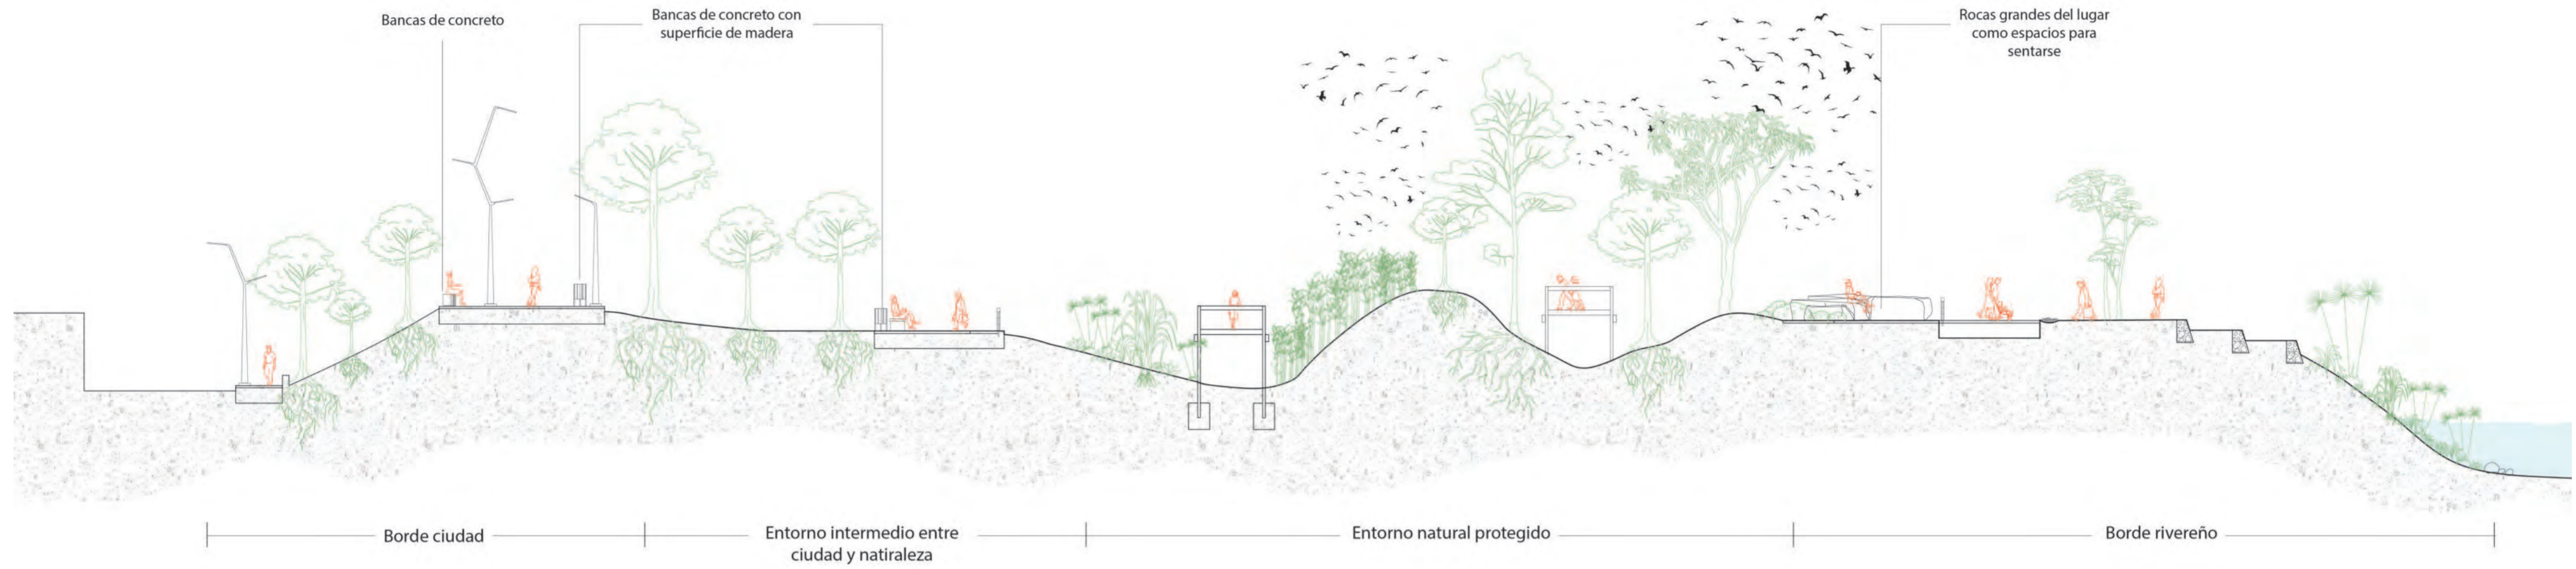 Bancas de concreto
Bancas de concreto con
superficie de madera
Rocas grandes del lugar
como espacios para
sentarse
Borde ciudad
Entorno intermedio entre
ciudad y natiraleza
Entorno natural protegido
Borde rivereño